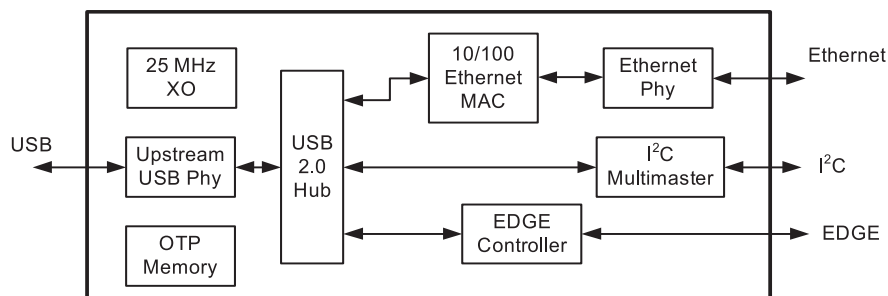 25 MHz
XO
10/100
Ethernet
MAC
Ethernet
Phy
Ethernet
USB
Upstream
USB Phy
USB
2.0
Hub
I²C
Multimaster
I²C
OTP
Memory
EDGE
Controller
EDGE